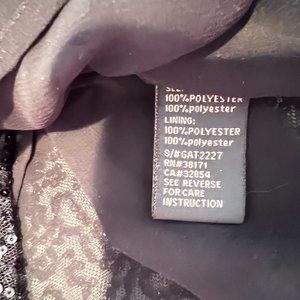 100%POLYESTER
100%polyester
LINING:
100%POLYESTER
100%polyester
S/#GAT2227
RN#38171
CA#32054
SEE REVERSE
FOR CARE
INSTRUCTION